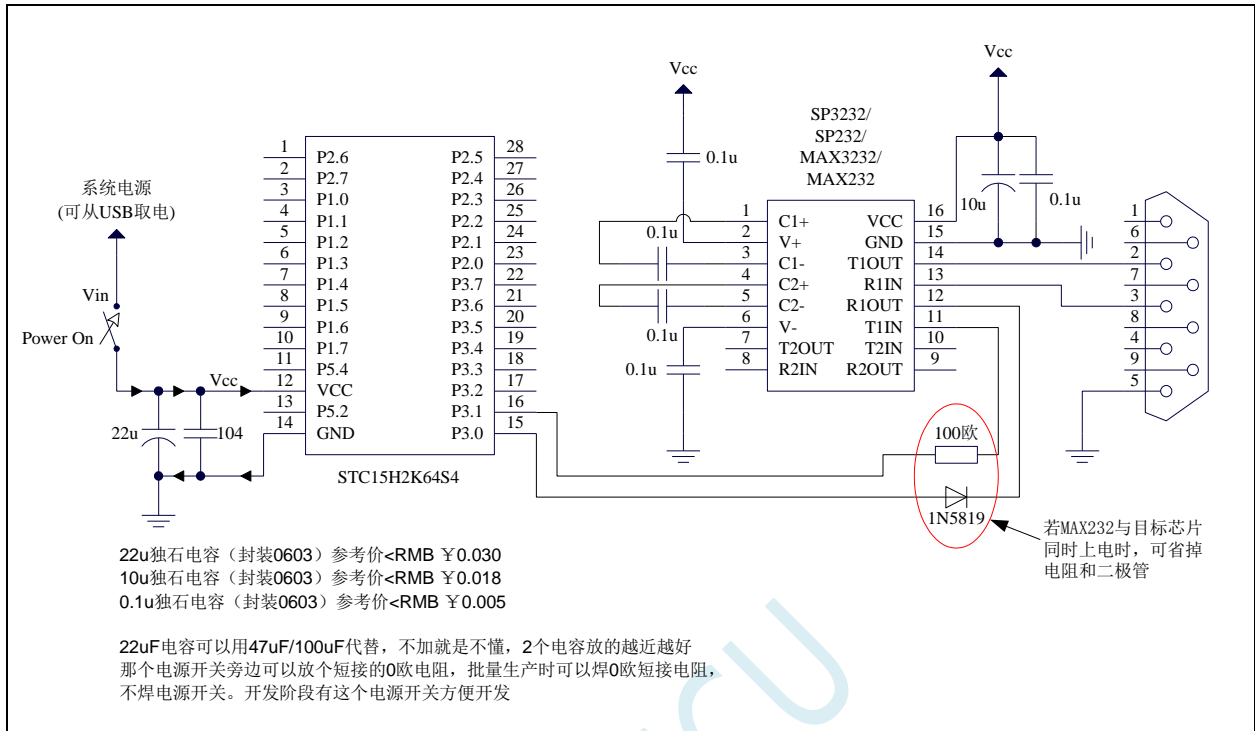 系统电源
(可从USB取电)
Vin
Power On
Vcc
22u
104
1 P2.6 P2.5 28
2 P2.7 P2.4 27
3 P1.0 P2.3 26
4 P1.1 P2.2 25
5 P1.2 P2.1 24
6 P1.3 P2.0 23
7 P1.4 P3.7 22
8 P1.5 P3.6 21
9 P1.6 P3.5 20
10 P1.7 P3.4 19
11 P5.4 P3.3 18
12 VCC P3.2 17
13 P5.2 P3.1 16
14 GND P3.0 15
STC15H2K64S4
Vcc
0.1u
0.1u
0.1u
0.1u
SP3232/
SP232/
MAX3232/
MAX232
1 C1+ VCC 16
2 V+ GND 15
3 C1- T1OUT 14
4 C2+ R1IN 13
5 C2- R1OUT 12
6 V- T1IN 11
7 T2OUT T2IN 10
8 R2IN R2OUT 9
Vcc
10u
0.1u
1
6
2
7
3
8
4
9
5
100欧
1N5819
若MAX232与目标芯片
同时上电时，可省掉
电阻和二极管
22u独石电容（封装0603）参考价<RMB ￥0.030
10u独石电容（封装0603）参考价<RMB ￥0.018
0.1u独石电容（封装0603）参考价<RMB ￥0.005
22uF电容可以用47uF/100uF代替，不加就是不懂，2个电容放的越近越好
那个电源开关旁边可以放个短接的0欧电阻，批量生产时可以焊0欧短接电阻，
不焊电源开关。开发阶段有这个电源开关方便开发